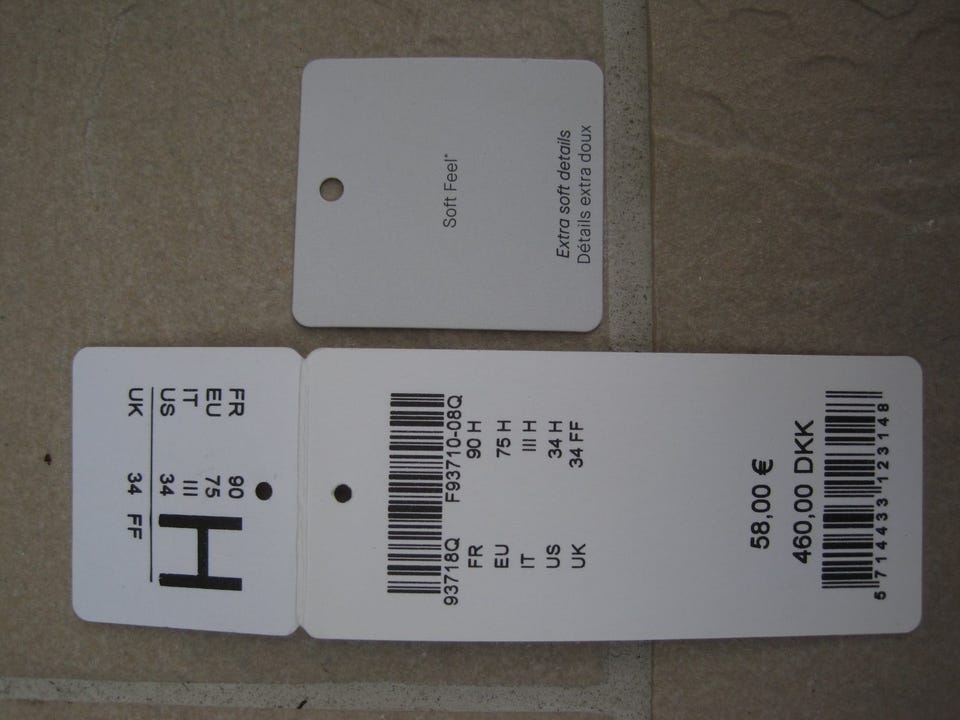 Soft Feel*
Extra soft details
Détails extra doux
FR 90
EU 75
IT III
US 34
H
UK 34 FF
93718Q F93710-08Q
FR 90 H
EU 75 H
IT III H
US 34 H
UK 34 FF
58,00 €
460,00 DKK
5 714433 123148